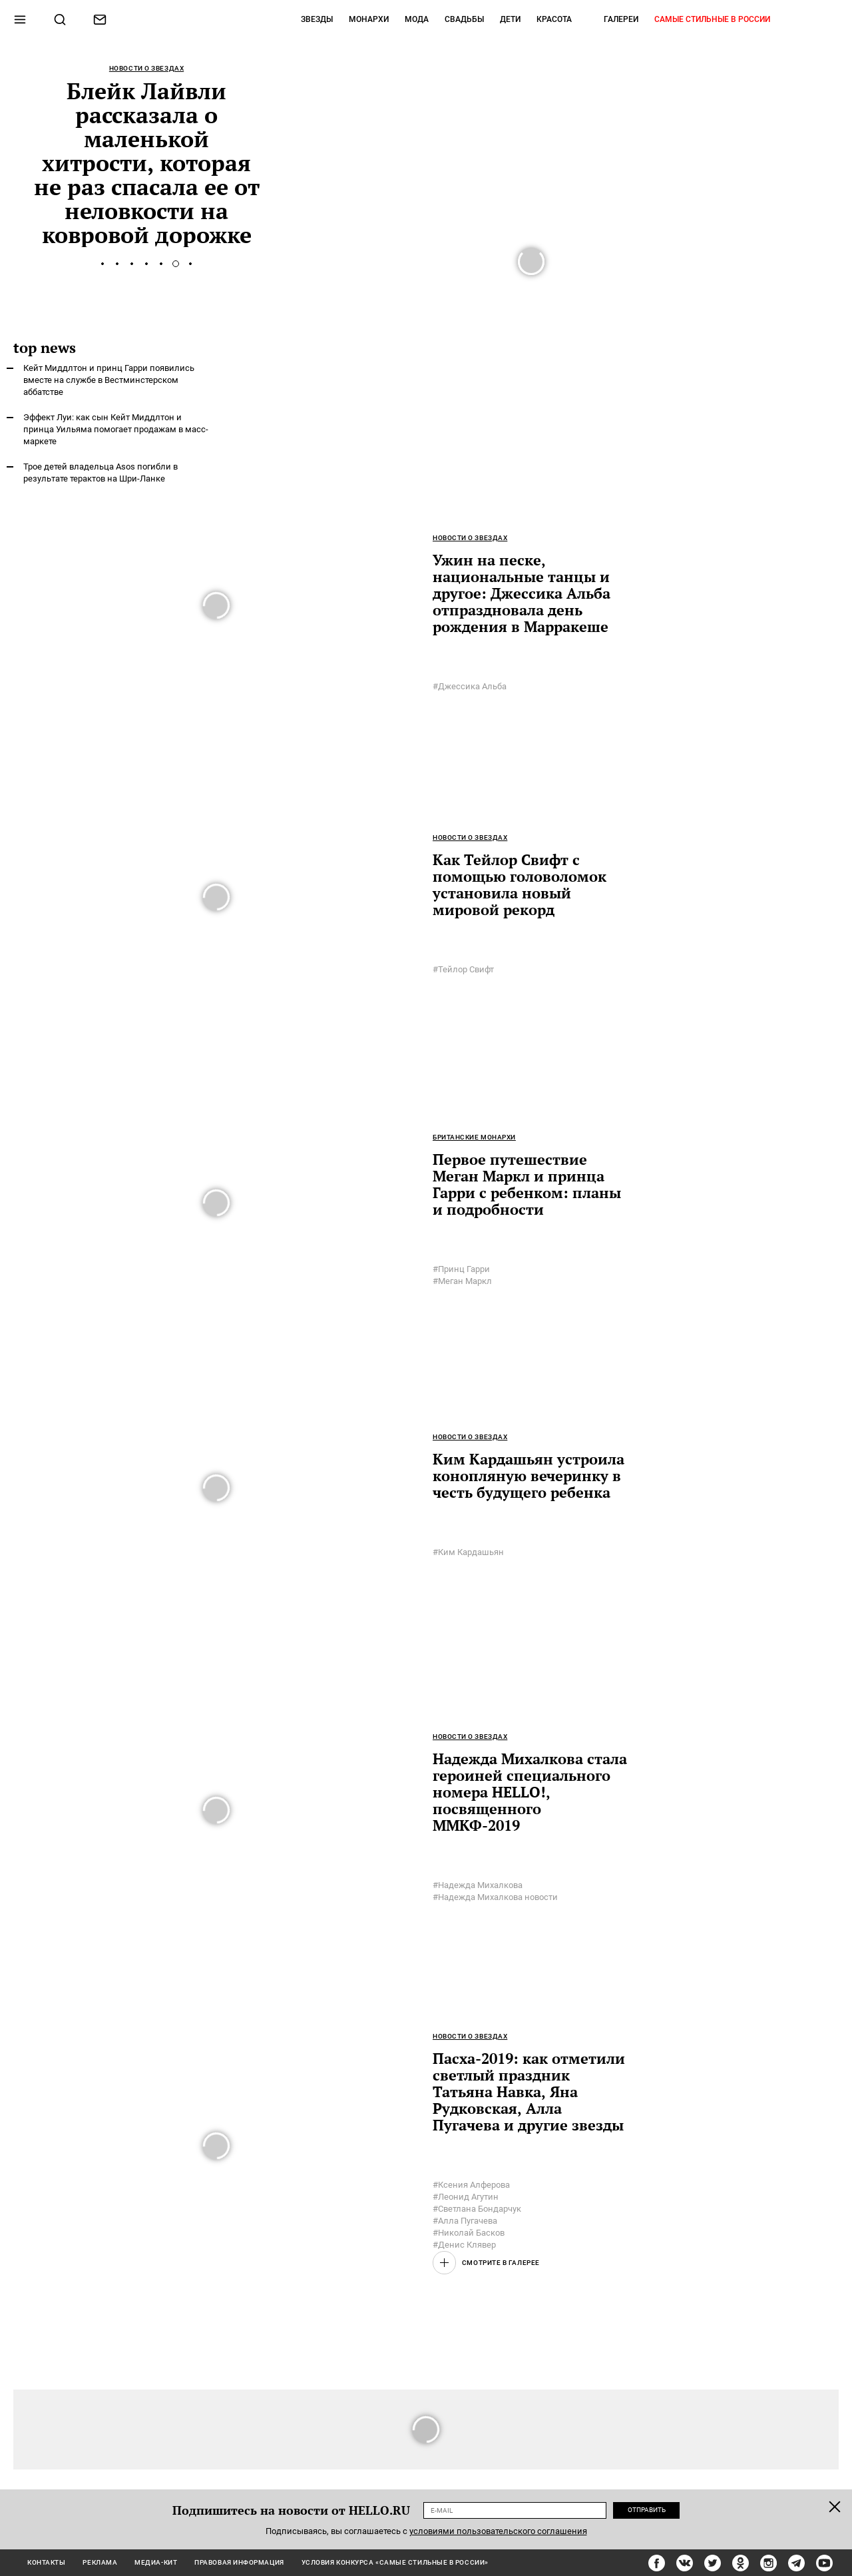 ЗВЕЗДЫ МОНАРХИ МОДА СВАДЬБЫ ДЕТИ КРАСОТА ГАЛЕРЕИ САМЫЕ СТИЛЬНЫЕ В РОССИИ
НОВОСТИ О ЗВЕЗДАХ
Блейк Лайвли
рассказала о
маленькой
хитрости, которая
не раз спасала ее от
неловкости на
ковровой дорожке
top news
Кейт Миддлтон и принц Гарри появились
вместе на службе в Вестминстерском
аббатстве
Эффект Луи: как сын Кейт Миддлтон и
принца Уильяма помогает продажам в масс-
маркете
Трое детей владельца Asos погибли в
результате терактов на Шри-Ланке
НОВОСТИ О ЗВЕЗДАХ
Ужин на песке,
национальные танцы и
другое: Джессика Альба
отпраздновала день
рождения в Марракеше
#Джессика Альба
НОВОСТИ О ЗВЕЗДАХ
Как Тейлор Свифт с
помощью головоломок
установила новый
мировой рекорд
#Тейлор Свифт
БРИТАНСКИЕ МОНАРХИ
Первое путешествие
Меган Маркл и принца
Гарри с ребенком: планы
и подробности
#Принц Гарри
#Меган Маркл
НОВОСТИ О ЗВЕЗДАХ
Ким Кардашьян устроила
конопляную вечеринку в
честь будущего ребенка
#Ким Кардашьян
НОВОСТИ О ЗВЕЗДАХ
Надежда Михалкова стала
героиней специального
номера HELLO!,
посвященного
ММКФ-2019
#Надежда Михалкова
#Надежда Михалкова новости
НОВОСТИ О ЗВЕЗДАХ
Пасха-2019: как отметили
светлый праздник
Татьяна Навка, Яна
Рудковская, Алла
Пугачева и другие звезды
#Ксения Алферова
#Леонид Агутин
#Светлана Бондарчук
#Алла Пугачева
#Николай Басков
#Денис Клявер
СМОТРИТЕ В ГАЛЕРЕЕ
Подпишитесь на новости от HELLO.RU E-MAIL ОТПРАВИТЬ
Подписываясь, вы соглашаетесь с условиями пользовательского соглашения
КОНТАКТЫ РЕКЛАМА МЕДИА-КИТ ПРАВОВАЯ ИНФОРМАЦИЯ УСЛОВИЯ КОНКУРСА «САМЫЕ СТИЛЬНЫЕ В РОССИИ»